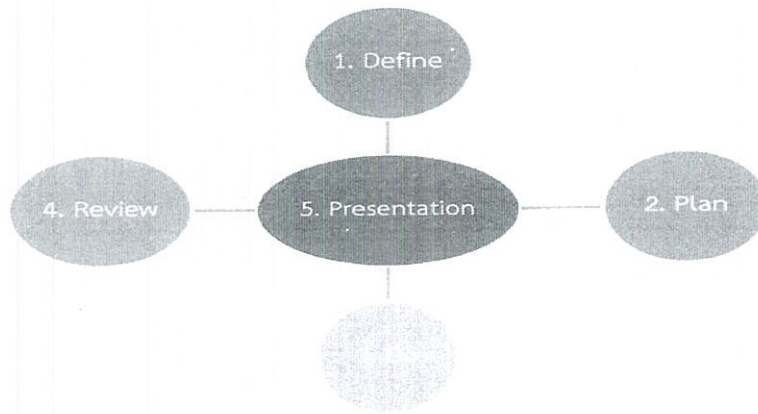 1. Define
4. Review
5. Presentation
2. Plan